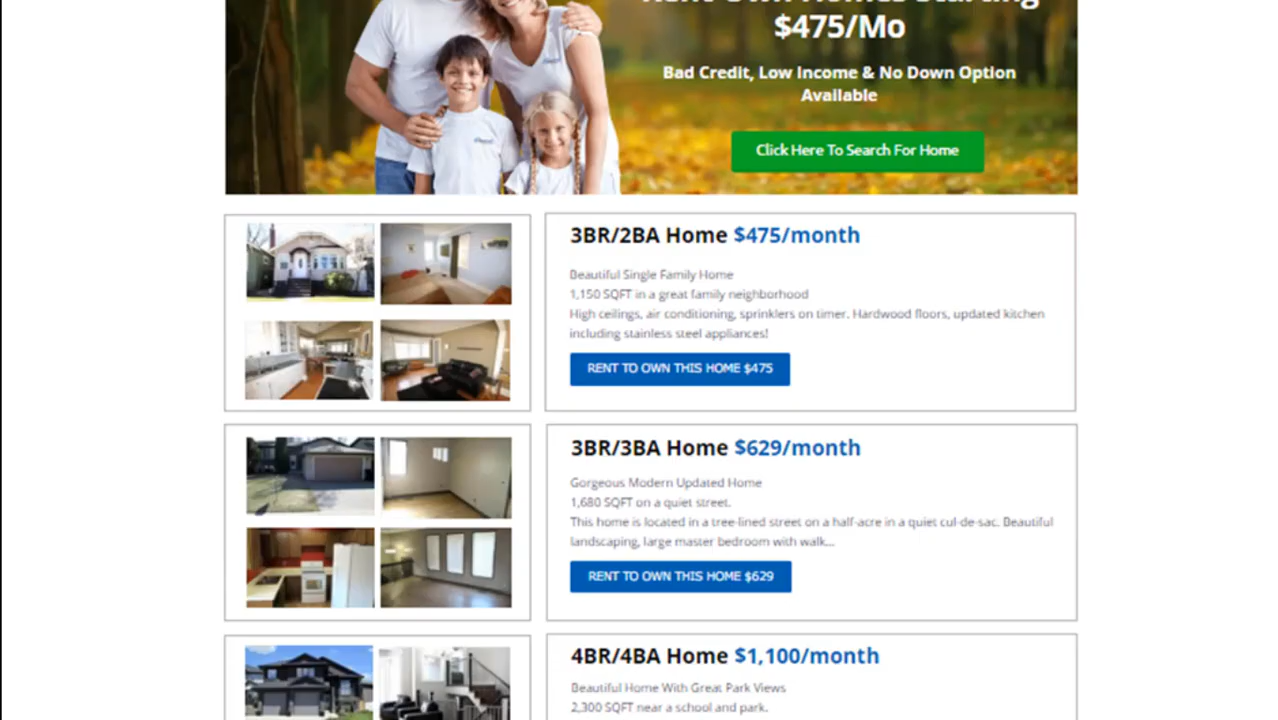 Rent Own Homes Starting
$475/Mo
Bad Credit, Low Income & No Down Option
Available
Click Here To Search For Home
3BR/2BA Home $475/month
Beautiful Single Family Home
1,150 SQFT in a great family neighborhood
High ceilings, air conditioning, sprinklers on timer. Hardwood floors, updated kitchen
including stainless steel appliances!
RENT TO OWN THIS HOME $475
3BR/3BA Home $629/month
Gorgeous Modern Updated Home
1,680 SQFT on a quiet street.
This home is located in a tree-lined street on a half-acre in a quiet cul-de-sac. Beautiful
landscaping, large master bedroom with walk...
RENT TO OWN THIS HOME $629
4BR/4BA Home $1,100/month
Beautiful Home With Great Park Views
2,300 SQFT near a school and park.